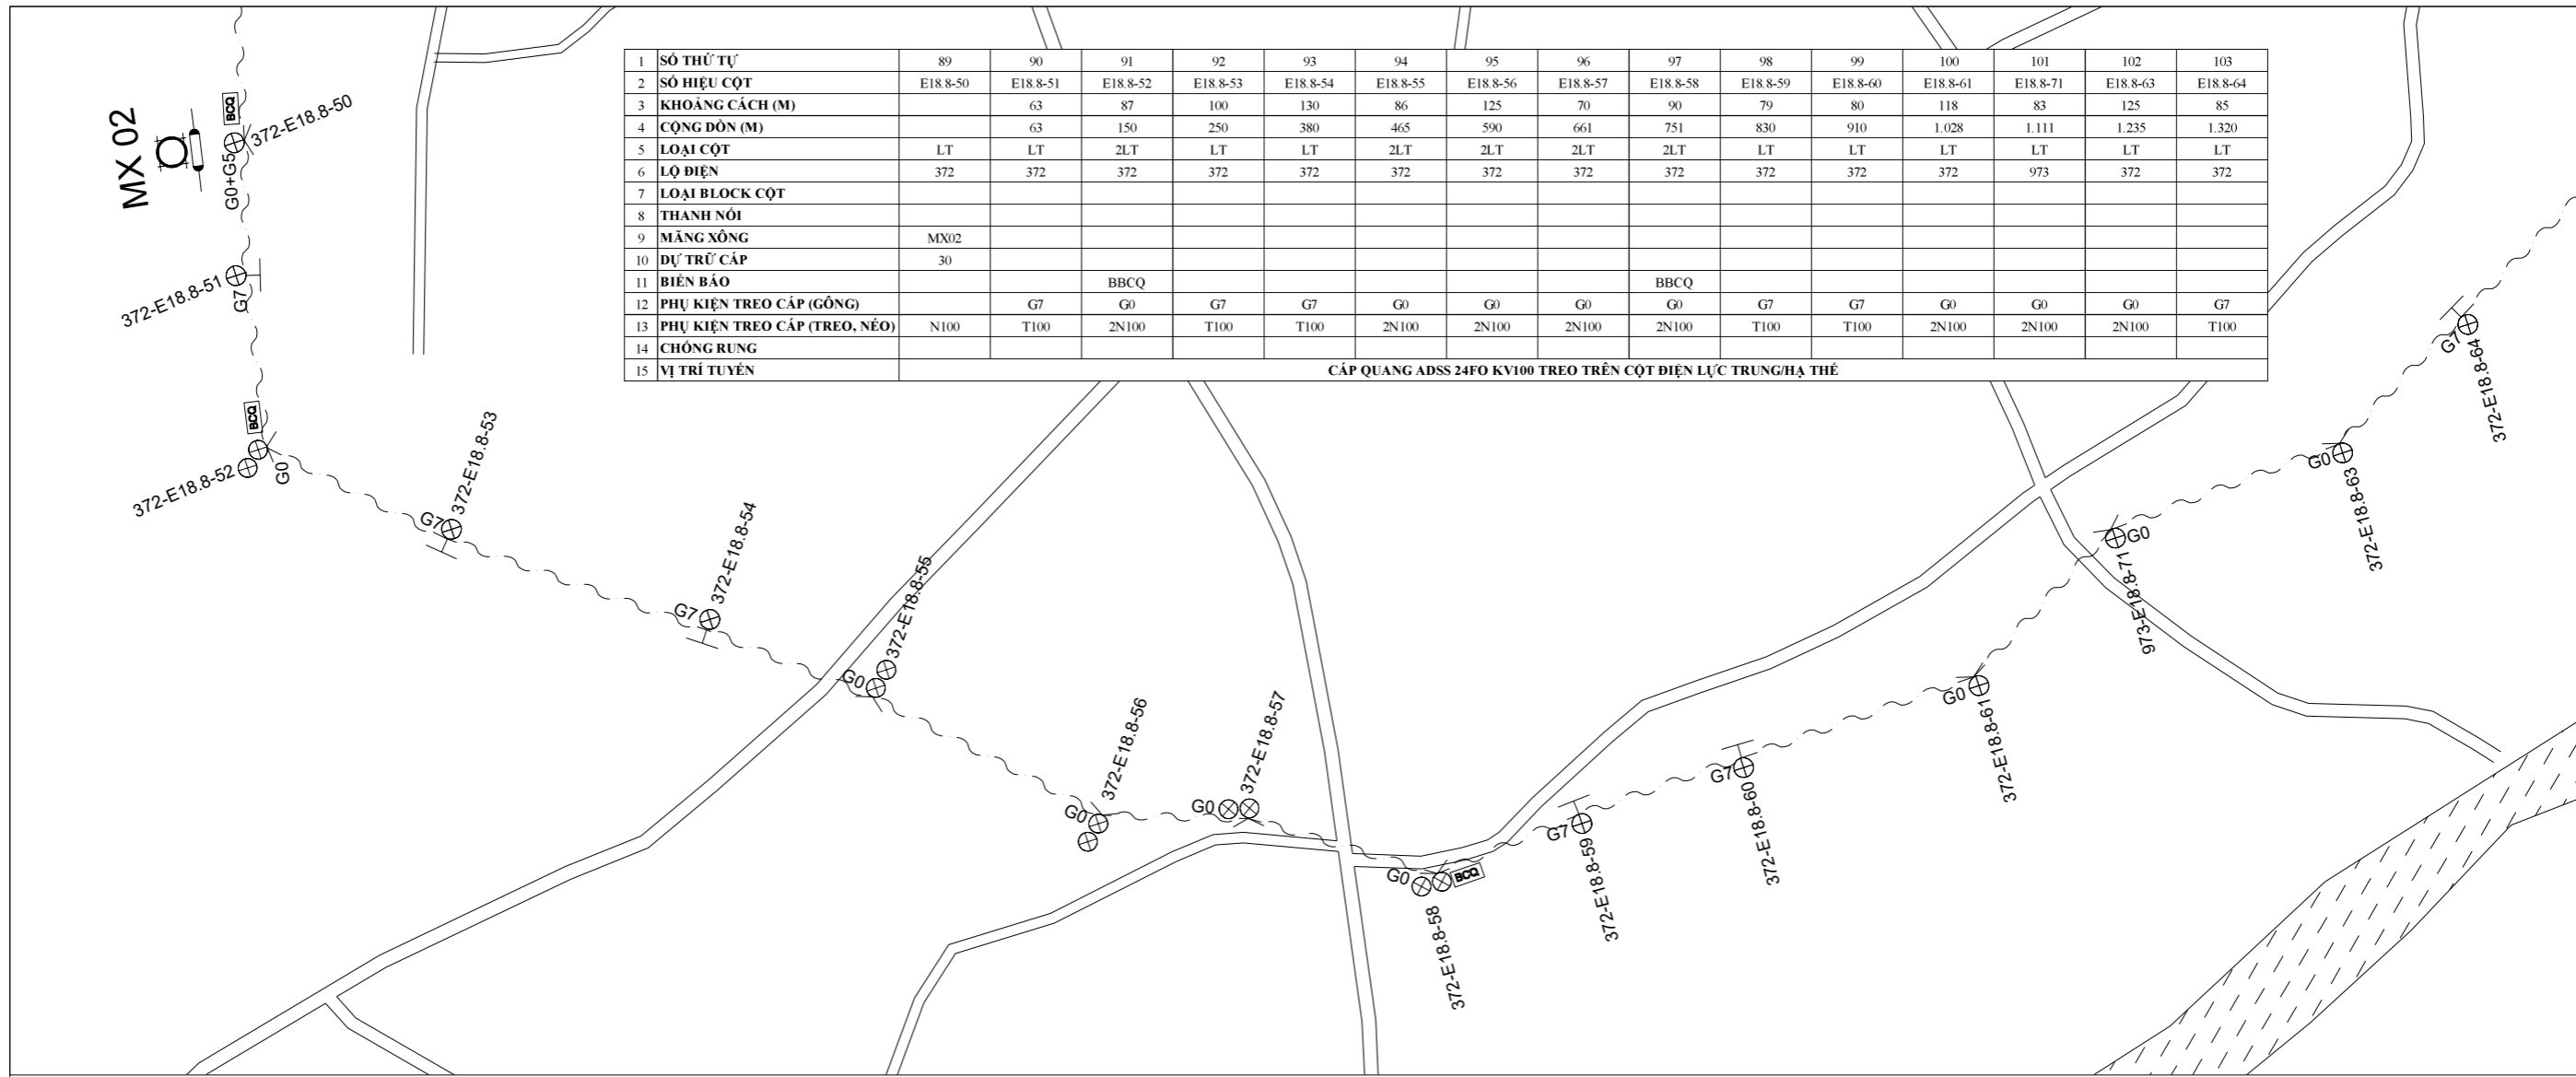 1 SỐ THỨ TỰ 89 90 91 92 93 94 95 96 97 98 99 100 101 102 103
2 SỐ HIỆU CỘT E18.8-50 E18.8-51 E18.8-52 E18.8-53 E18.8-54 E18.8-55 E18.8-56 E18.8-57 E18.8-58 E18.8-59 E18.8-60 E18.8-61 E18.8-71 E18.8-63 E18.8-64
3 KHOẢNG CÁCH (M) 63 87 100 130 86 125 70 90 79 80 118 83 125 85
4 CỘNG DỒN (M) 63 150 250 380 465 590 661 751 830 910 1.028 1.111 1.235 1.320
5 LOẠI CỘT LT LT 2LT LT LT 2LT 2LT 2LT 2LT LT LT LT LT LT LT
6 LỘ ĐIỆN 372 372 372 372 372 372 372 372 372 372 372 372 973 372 372
7 LOẠI BLOCK CỘT
8 THANH NỐI
9 MĂNG XÔNG MX02
10 DỰ TRỮ CÁP 30
11 BIỂN BÁO BBCQ BBCQ
12 PHỤ KIỆN TREO CÁP (GÔNG) G7 G0 G7 G7 G0 G0 G0 G0 G7 G7 G0 G0 G0 G7
13 PHỤ KIỆN TREO CÁP (TREO, NÉO) N100 T100 2N100 T100 T100 2N100 2N100 2N100 2N100 T100 T100 2N100 2N100 2N100 T100
14 CHỐNG RUNG
15 VỊ TRÍ TUYẾN CÁP QUANG ADSS 24FO KV100 TREO TRÊN CỘT ĐIỆN LỰC TRUNG/HẠ THẾ
MX 02
BCQ
372-E18.8-50
G0+G5
372-E18.8-51
G7
BCQ
372-E18.8-52
G0
G7
372-E18.8-53
G7
372-E18.8-54
G0
372-E18.8-55
G0
372-E18.8-56
G0
372-E18.8-57
G0
BCQ
372-E18.8-58
G7
372-E18.8-59
G7
372-E18.8-60
G0
372-E18.8-61
G0
973-E18.8-71
G0
372-E18.8-63
G7
372-E18.8-64